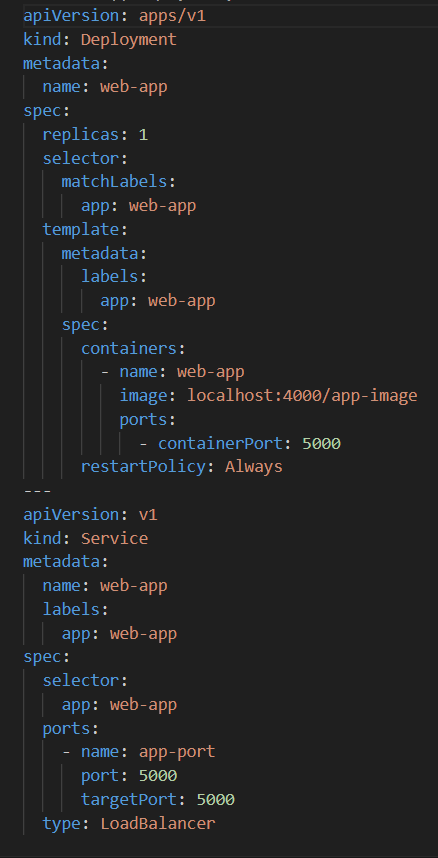 apiVersion: apps/v1
kind: Deployment
metadata:
  name: web-app
spec:
  replicas: 1
  selector:
    matchLabels:
      app: web-app
  template:
    metadata:
      labels:
        app: web-app
    spec:
      containers:
        - name: web-app
          image: localhost:4000/app-image
          ports:
            - containerPort: 5000
      restartPolicy: Always
---
apiVersion: v1
kind: Service
metadata:
  name: web-app
  labels:
    app: web-app
spec:
  selector:
    app: web-app
  ports:
    - name: app-port
      port: 5000
      targetPort: 5000
  type: LoadBalancer